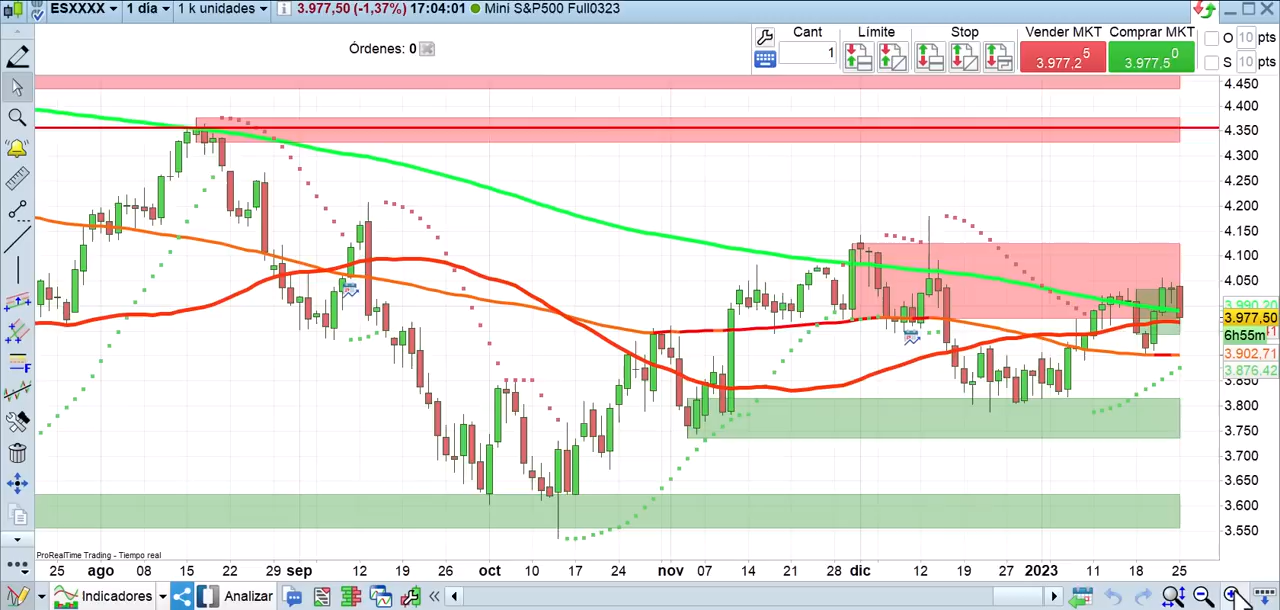 ESXXXX 1 día 1 k unidades 3.977,50 (-1,37%) 17:04:01 Mini S&P500 Full0323
Órdenes: 0
Cant Límite Stop Vender MKT Comprar MKT O 10 pts
1 3.977,2 5 3.977,5 0 S 10 pts
4.450
4.400
4.350
4.300
4.250
4.200
4.150
4.100
4.050
3.990,20
3.977,50
6h55m
3.902,71
3.876,42
3.850
3.800
3.750
3.700
3.650
3.600
3.550
ProRealTime Trading - Tiempo real
25 ago 08 15 22 29 sep 12 19 26 oct 10 17 24 nov 07 14 21 28 dic 12 19 27 2023 11 18 25
Indicadores Analizar